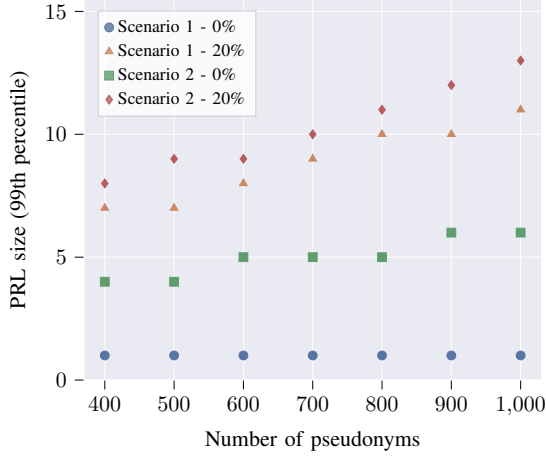 15
Scenario 1 - 0%
Scenario 1 - 20%
Scenario 2 - 0%
Scenario 2 - 20%
10
5
0
PRL size (99th percentile)
400 500 600 700 800 900 1,000
Number of pseudonyms